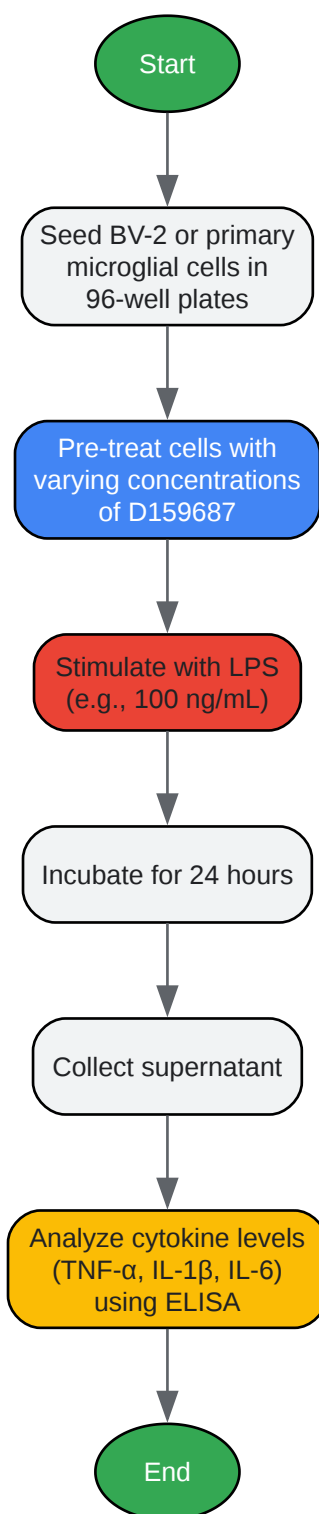 Start
Seed BV-2 or primary
microglial cells in
96-well plates
Pre-treat cells with
varying concentrations
of D159687
Stimulate with LPS
(e.g., 100 ng/mL)
Incubate for 24 hours
Collect supernatant
Analyze cytokine levels
(TNF-α, IL-1β, IL-6)
using ELISA
End